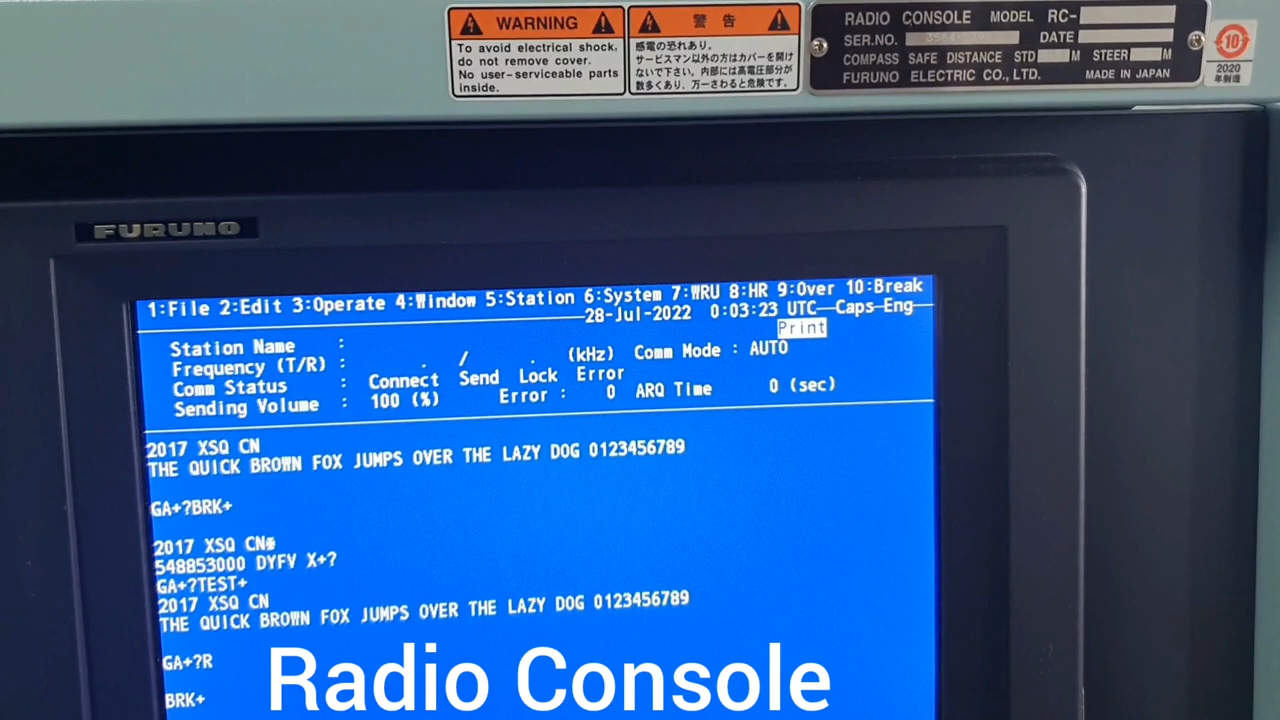 WARNING
To avoid electrical shock,
do not remove cover.
No user-serviceable parts
inside.
警告
感電の恐れあり。
サービスマン以外の方はカバーを開け
ないで下さい。内部には高電圧部分が
数多くあり、万一さわると危険です。
RADIO CONSOLE MODEL RC-
SER.NO. DATE
COMPASS SAFE DISTANCE STD M STEER M
FURUNO ELECTRIC CO., LTD. MADE IN JAPAN
10
2020
年制造
FURUNO
1:File 2:Edit 3:Operate 4:Window 5:Station 6:System 7:WRU 8:HR 9:Over 10:Break
28-Jul-2022 0:03:23 UTC—Caps—Eng
Print
Station Name :
Frequency (T/R) : . / . (kHz) Comm Mode : AUTO
Comm Status : Connect Send Lock Error
Sending Volume : 100 (%) Error : 0 ARQ Time 0 (sec)
2017 XSQ CN
THE QUICK BROWN FOX JUMPS OVER THE LAZY DOG 0123456789
GA+?BRK+
2017 XSQ CN*
548853000 DYFV X+?
GA+?TEST+
2017 XSQ CN
THE QUICK BROWN FOX JUMPS OVER THE LAZY DOG 0123456789
GA+?R
BRK+
Radio Console